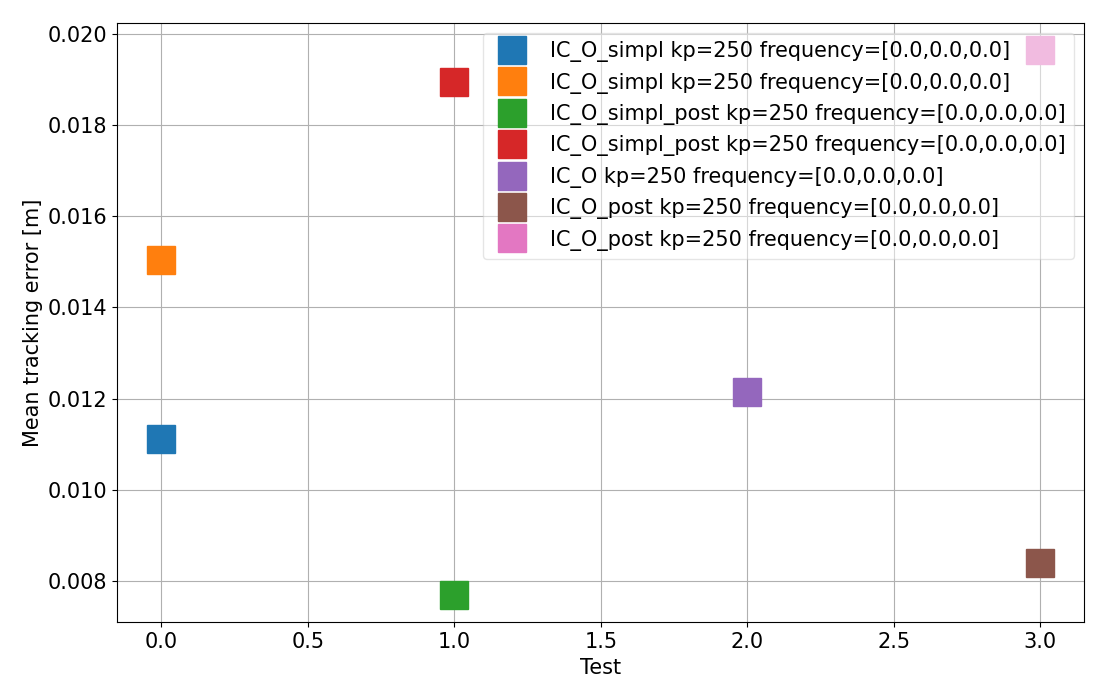 0.020
0.018
0.016
0.014
0.012
0.010
0.008
Mean tracking error [m]
IC_O_simpl kp=250 frequency=[0.0,0.0,0.0]
IC_O_simpl kp=250 frequency=[0.0,0.0,0.0]
IC_O_simpl_post kp=250 frequency=[0.0,0.0,0.0]
IC_O_simpl_post kp=250 frequency=[0.0,0.0,0.0]
IC_O kp=250 frequency=[0.0,0.0,0.0]
IC_O_post kp=250 frequency=[0.0,0.0,0.0]
IC_O_post kp=250 frequency=[0.0,0.0,0.0]
0.0 0.5 1.0 1.5 2.0 2.5 3.0
Test